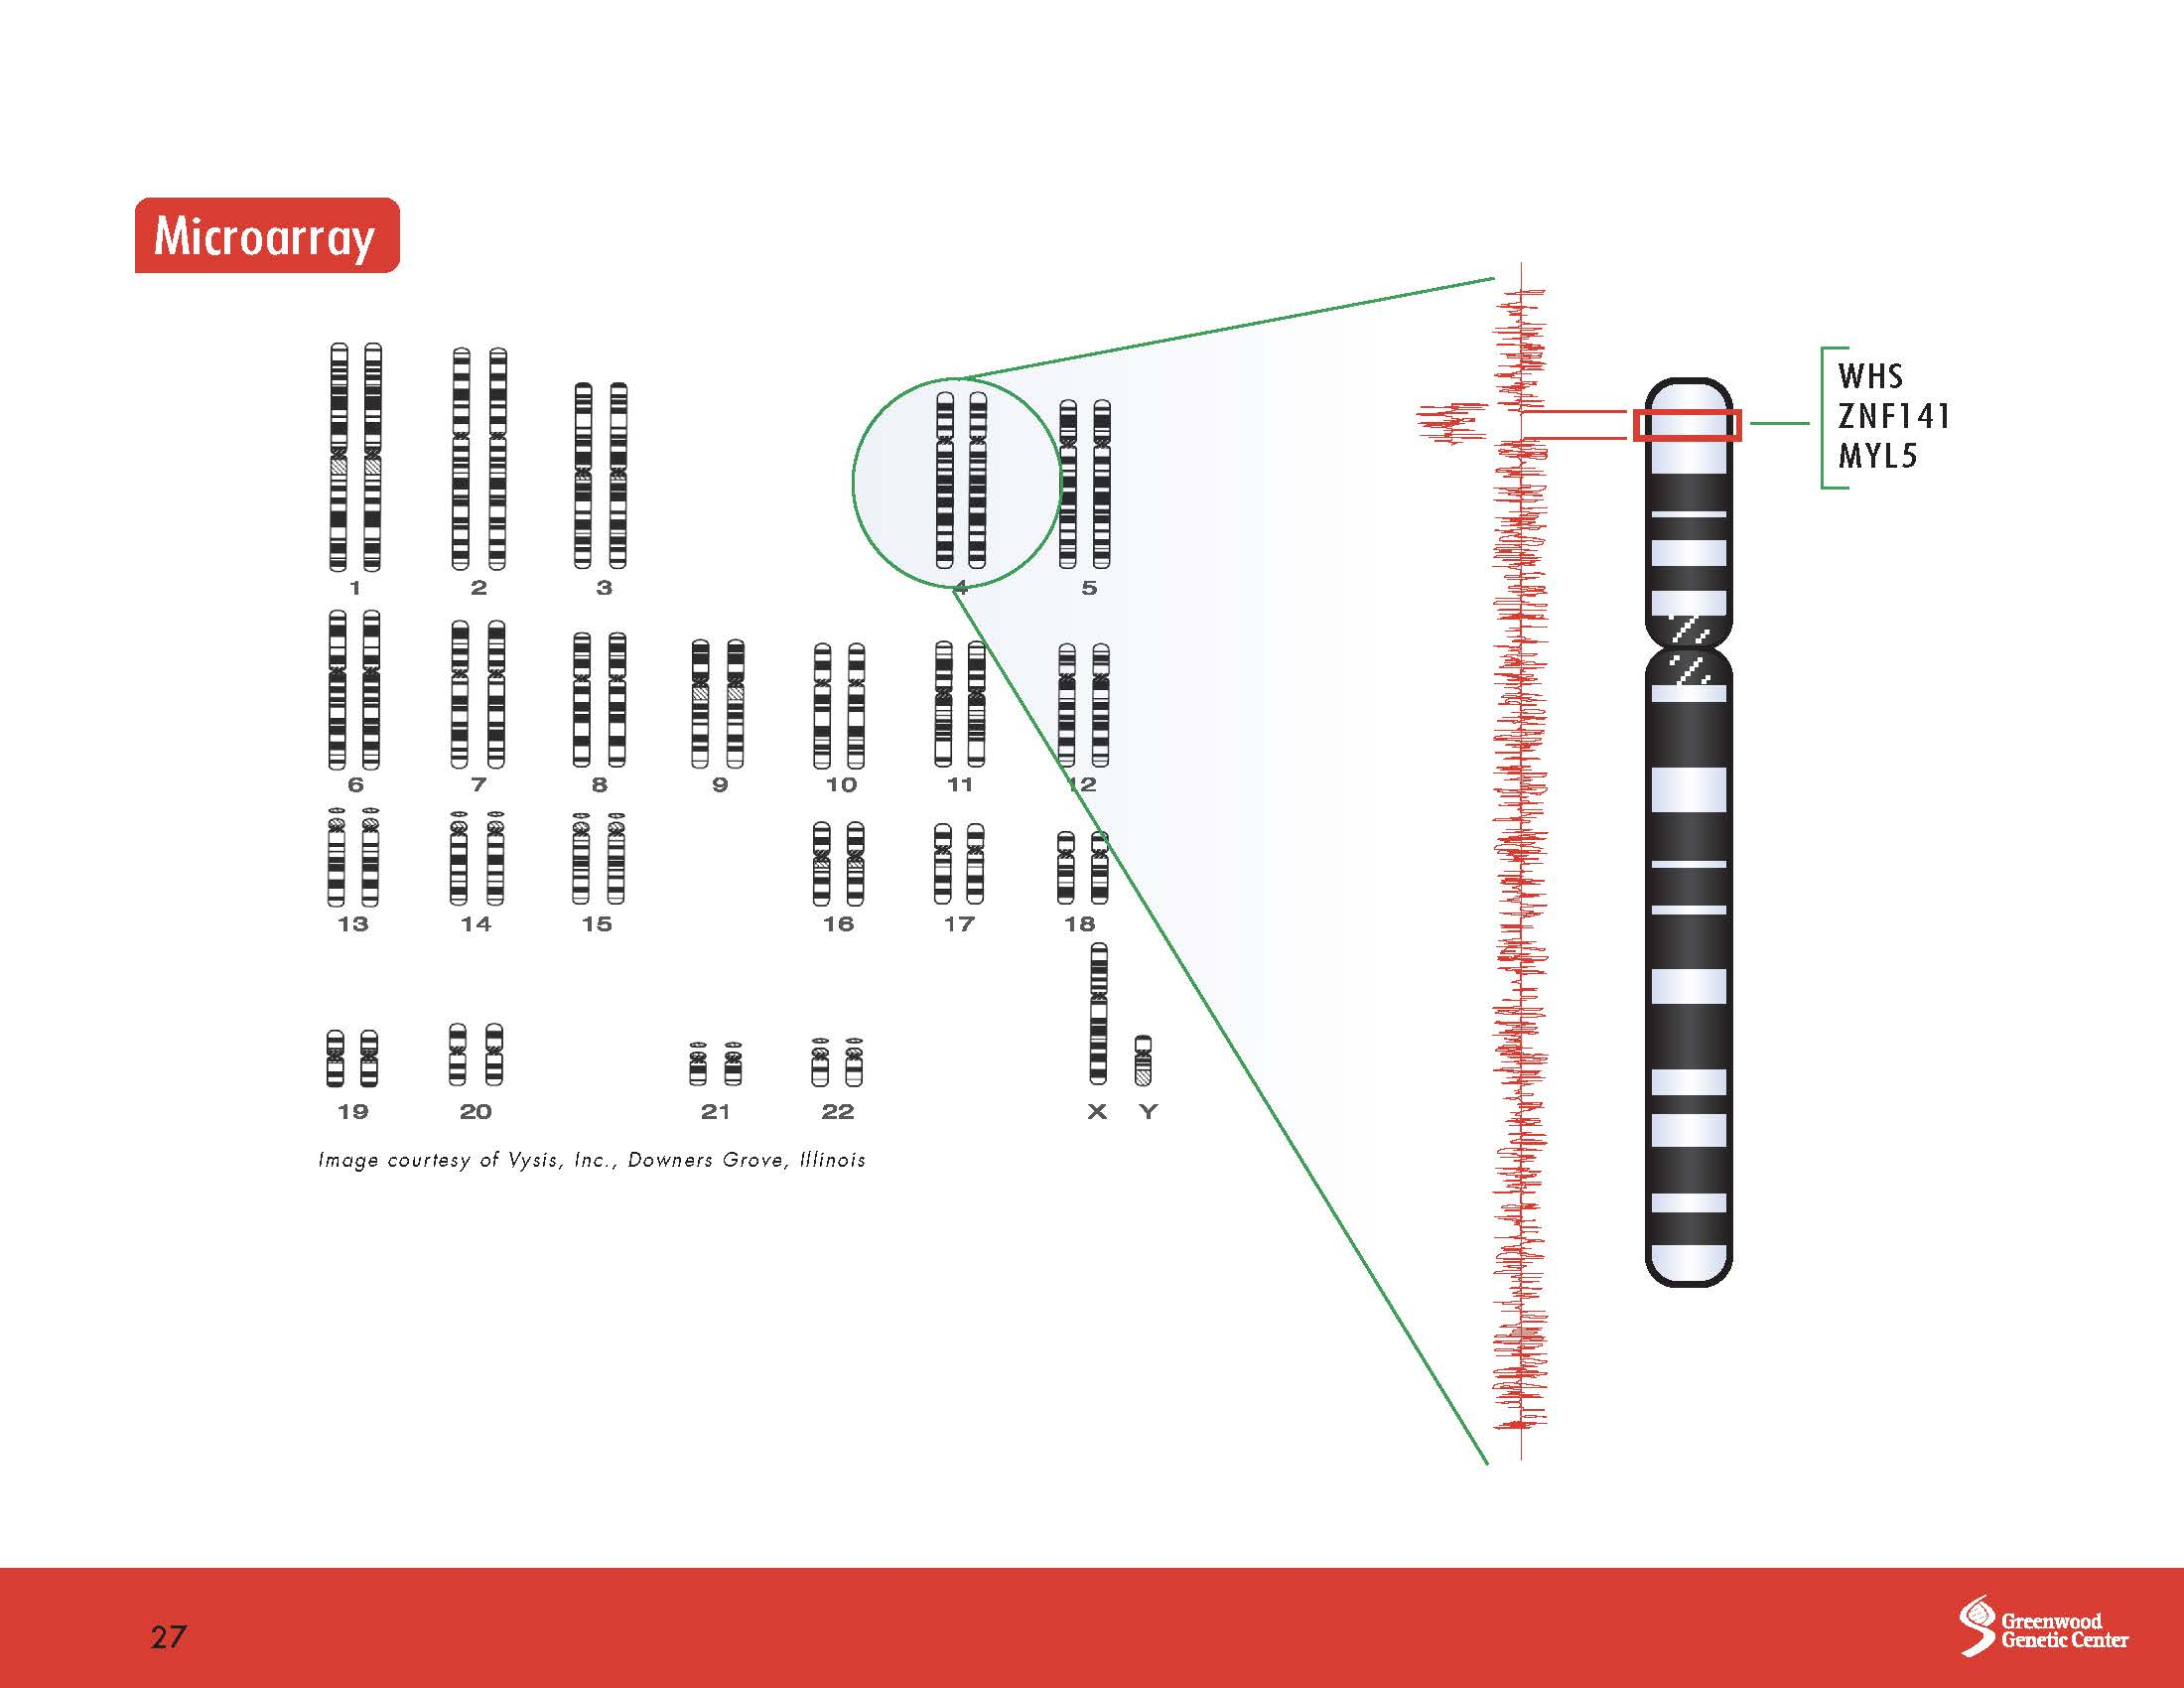 Microarray
WHS
ZNF141
MYL5
1 2 3 4 5
6 7 8 9 10 11 12
13 14 15 16 17 18
19 20 21 22 X Y
Image courtesy of Vysis, Inc., Downers Grove, Illinois
27
Greenwood
Genetic Center